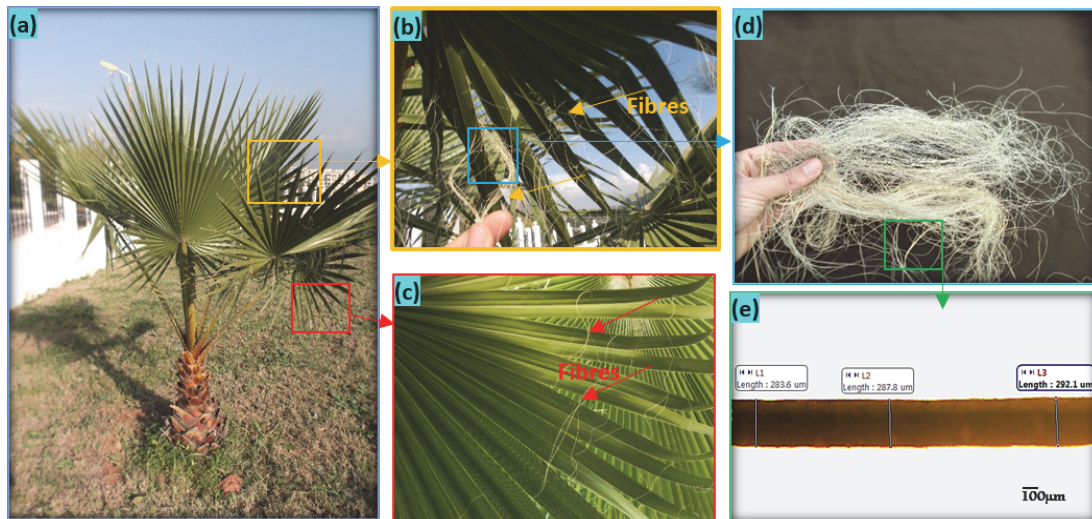 (a)
(b)
Fibres
(c)
Fibres
(d)
(e)
L1
Length : 283.6 um
L2
Length : 287.8 um
L3
Length : 292.1 um
100μm